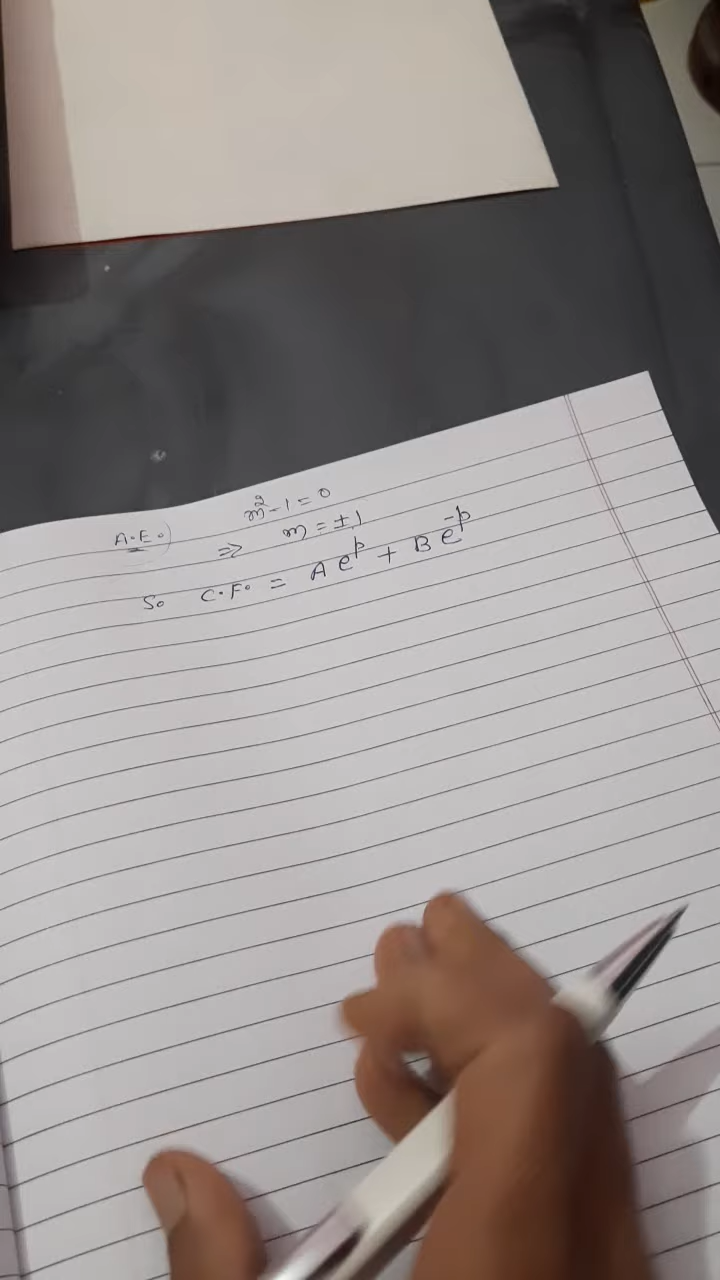 A.E.) m²-1=0
⇒ m = ±1
So C.F. = Ae^p + Be^-p